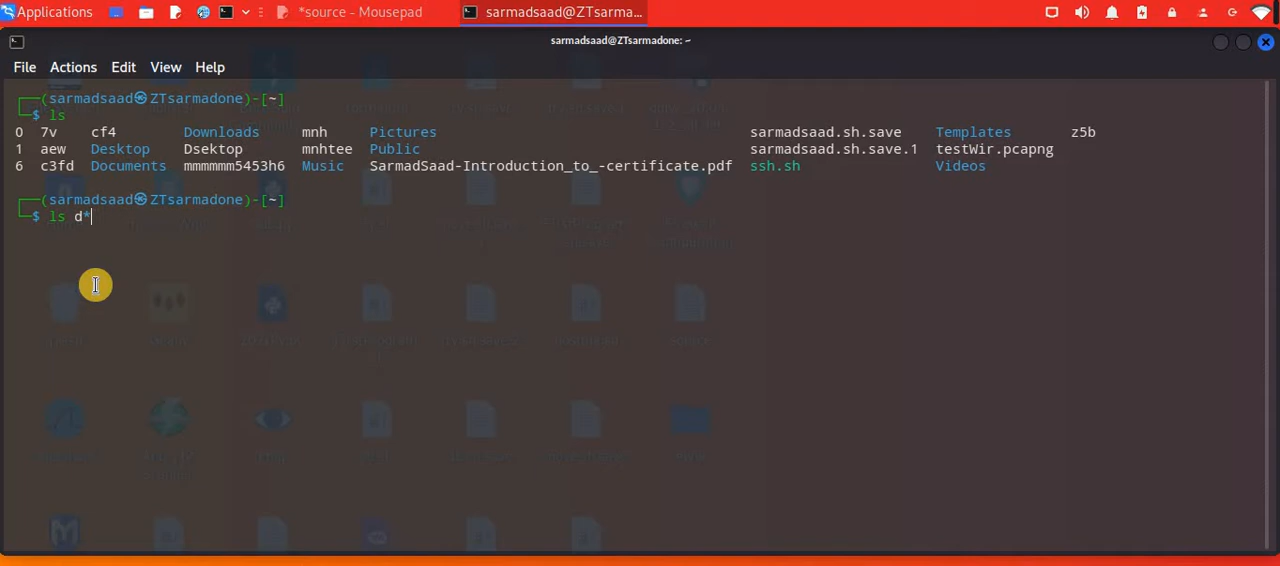 Applications
*source - Mousepad
sarmadsaad@ZTsarma...
sarmadsaad@ZTsarmadone: ~
File Actions Edit View Help
┌──(sarmadsaad㉿ZTsarmadone)-[~]
└─$ ls
0 7v cf4 Downloads mnh Pictures sarmadsaad.sh.save Templates z5b
1 aew Desktop Dsektop mnhtee Public sarmadsaad.sh.save.1 testWir.pcapng
6 c3fd Documents mmmmmm5453h6 Music SarmadSaad-Introduction_to_-certificate.pdf ssh.sh Videos
┌──(sarmadsaad㉿ZTsarmadone)-[~]
└─$ ls d*